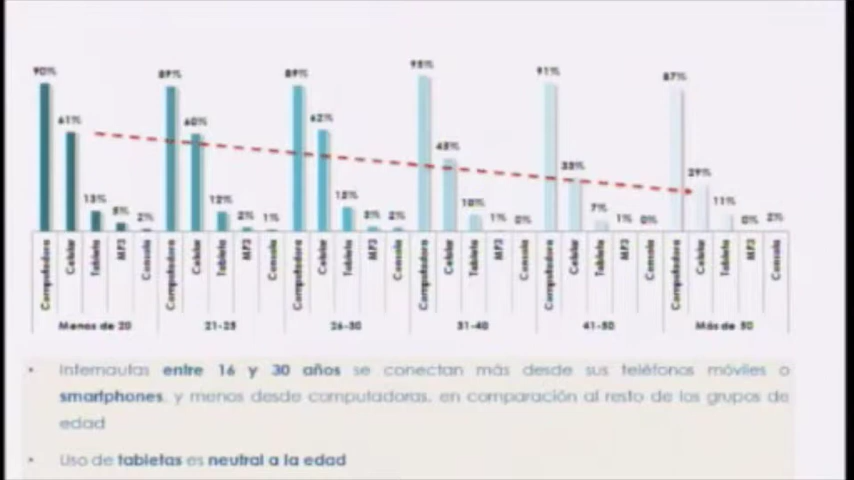 90% 61% 13% 5% 2% 89% 60% 12% 2% 1% 89% 62% 15% 3% 2% 95% 45% 10% 1% 0% 91% 33% 7% 1% 0% 87% 29% 11% 0% 2%
Computadora Celular Tableta MP3 Consola Computadora Celular Tableta MP3 Consola Computadora Celular Tableta MP3 Consola Computadora Celular Tableta MP3 Consola Computadora Celular Tableta MP3 Consola Computadora Celular Tableta MP3 Consola
Menos de 20 21-25 26-30 31-40 41-50 Más de 50
• Internautas entre 16 y 30 años se conectan más desde sus teléfonos móviles o
smartphones, y menos desde computadoras, en comparación al resto de los grupos de
edad
• Uso de tabletas es neutral a la edad